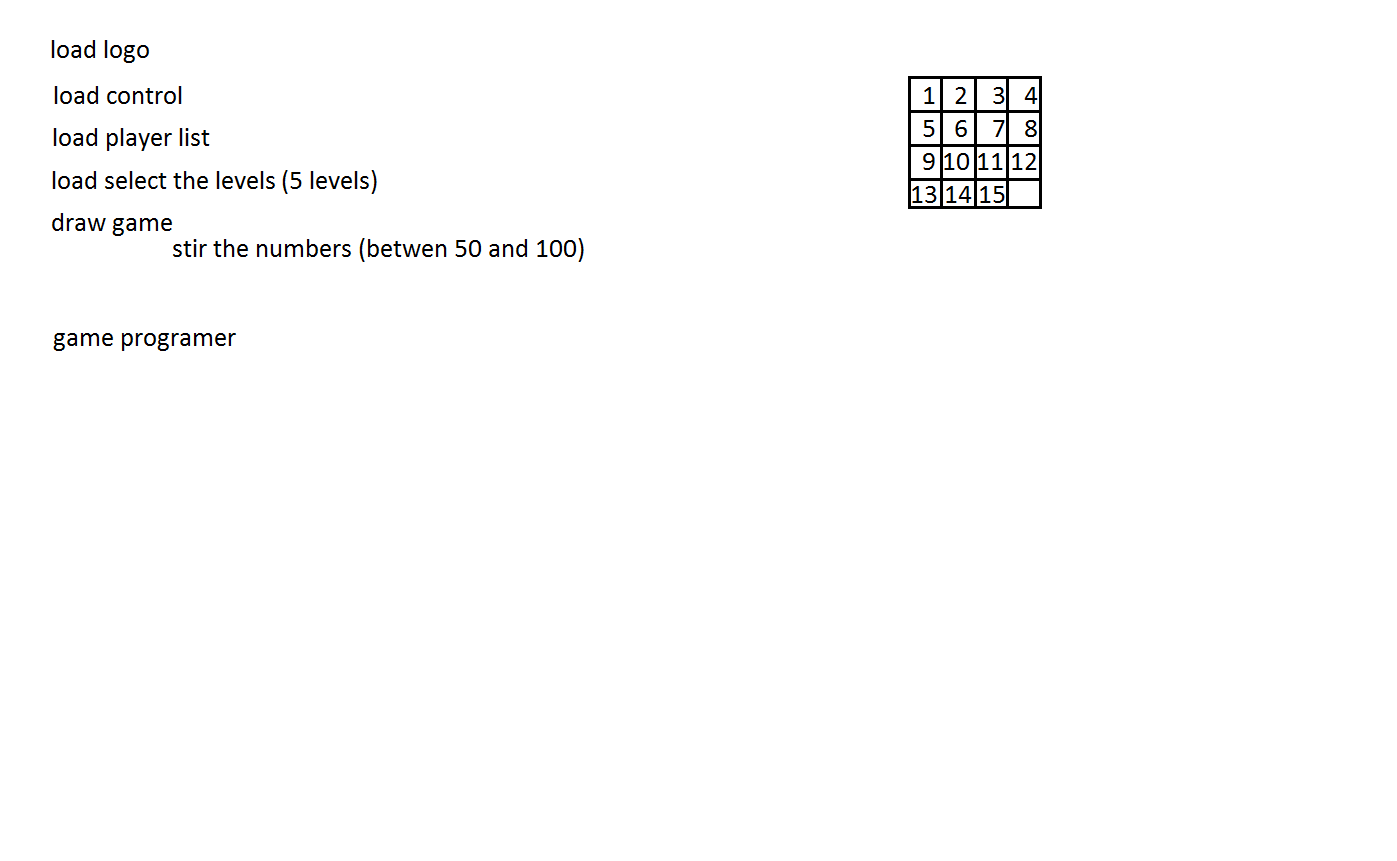 load logo
load control
load player list
load select the levels (5 levels)
draw game
stir the numbers (betwen 50 and 100)
game programer
1 2 3 4
5 6 7 8
9 10 11 12
13 14 15